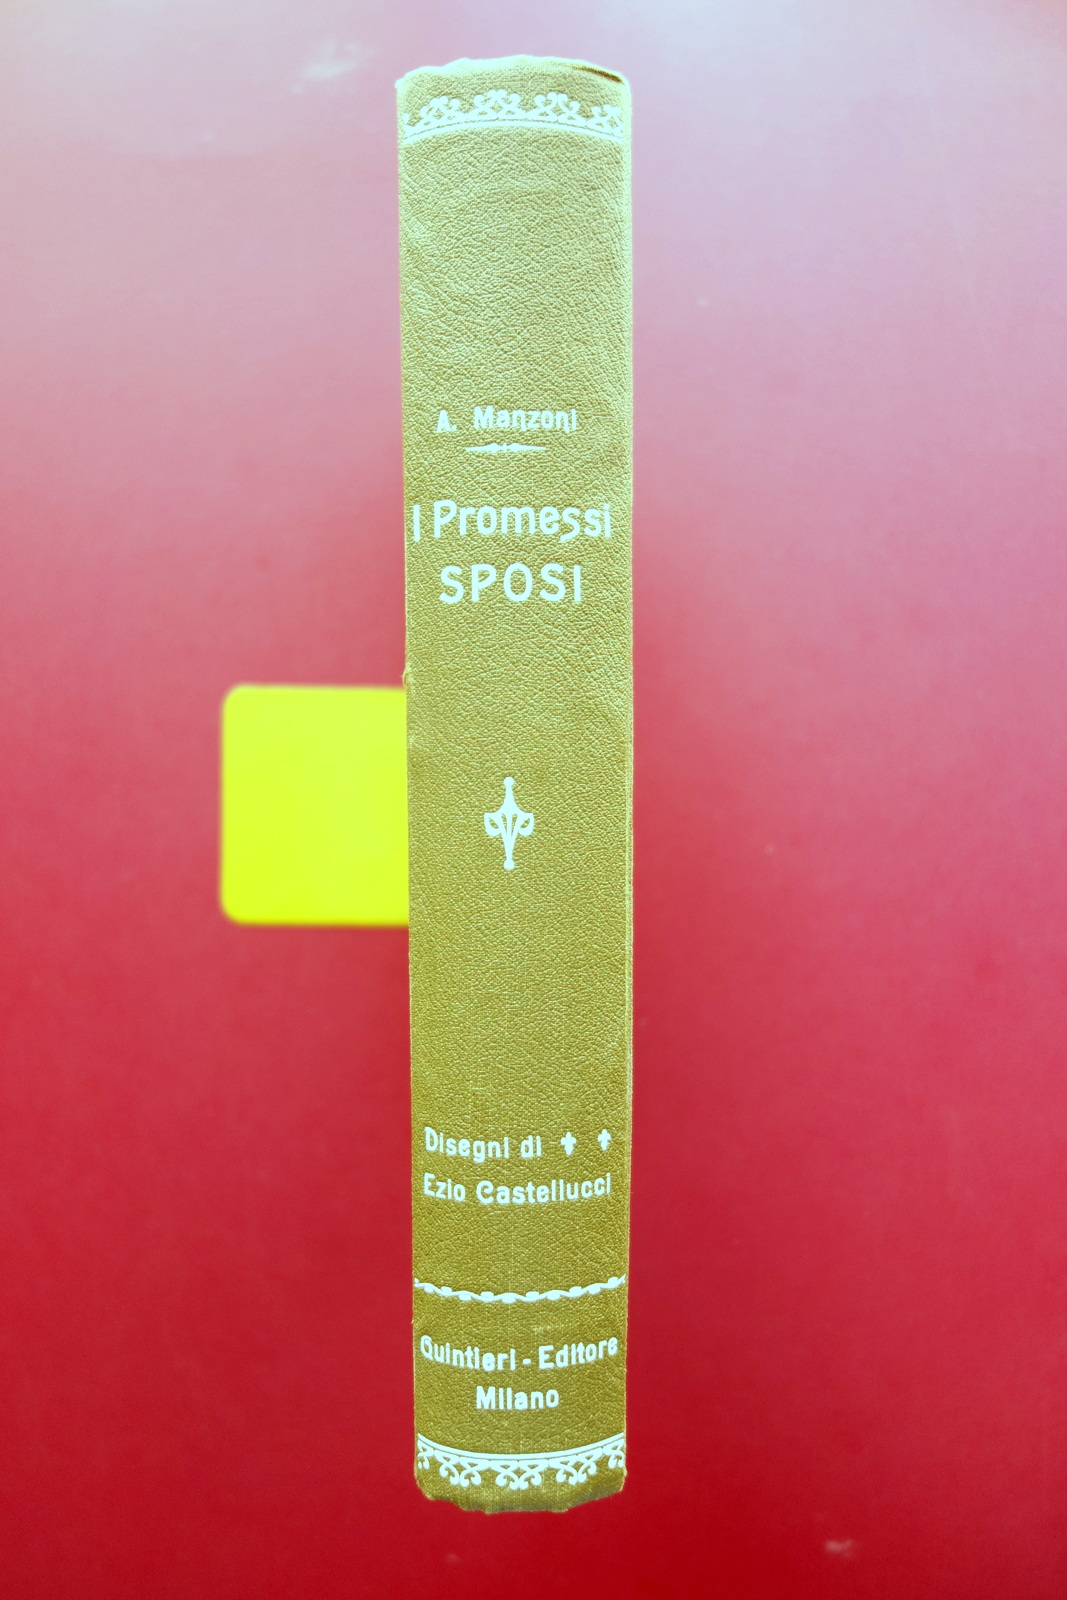 A. Manzoni
I Promessi
SPOSI
Disegni di
Ezio Castellucci
Quintieri - Editore
Milano